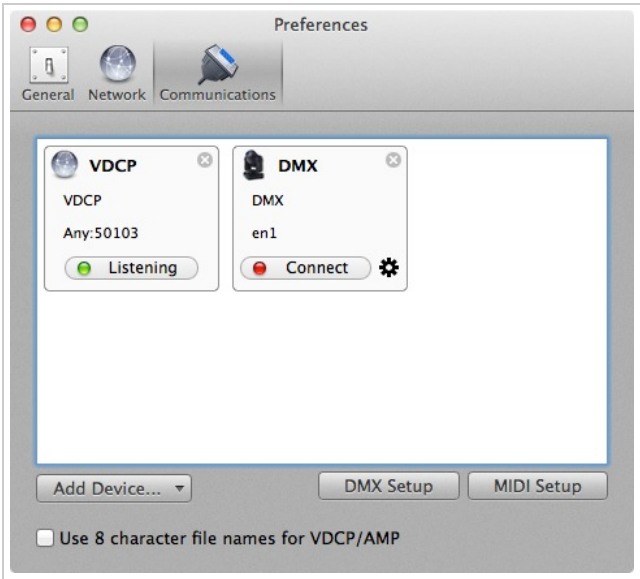 Preferences
General Network Communications
VDCP DMX
VDCP DMX
Any:50103 en1
Listening Connect
Add Device... DMX Setup MIDI Setup
Use 8 character file names for VDCP/AMP